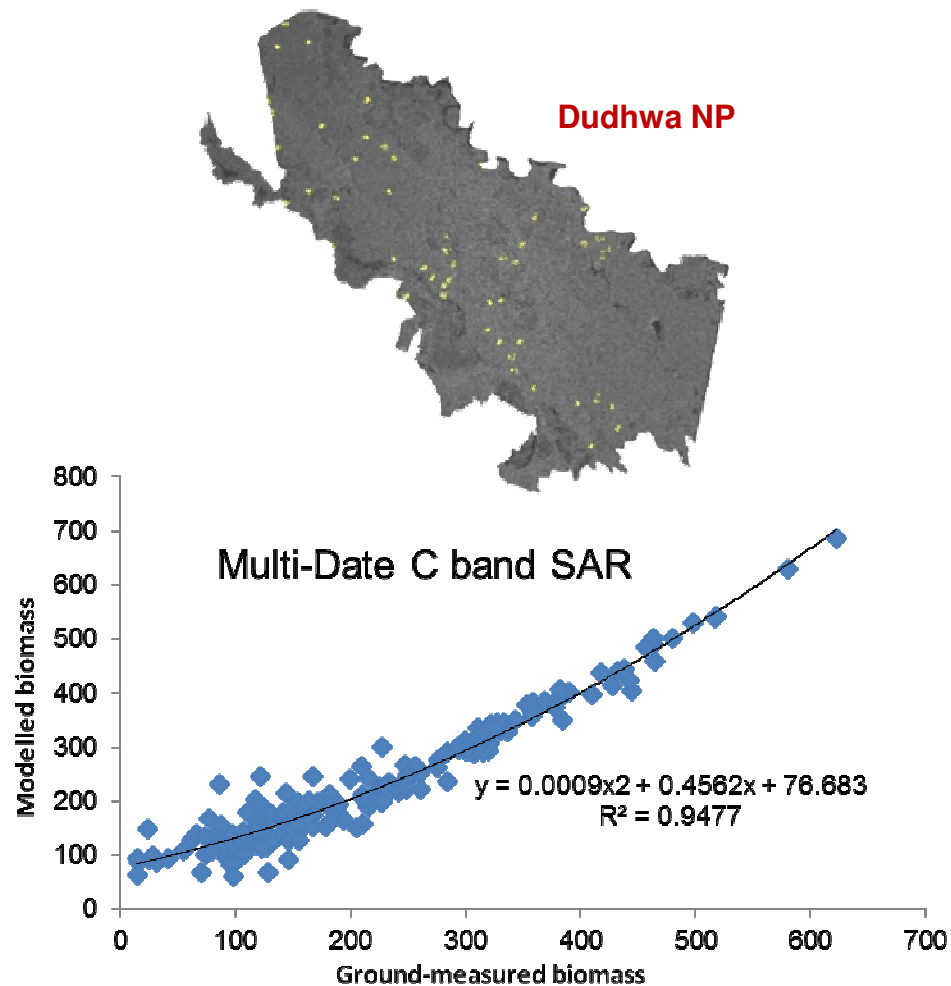 Dudhwa NP
Multi-Date C band SAR
800
700
600
500
400
300
200
100
0
Modelled biomass
y = 0.0009x2 + 0.4562x + 76.683
R² = 0.9477
0 100 200 300 400 500 600 700
Ground-measured biomass